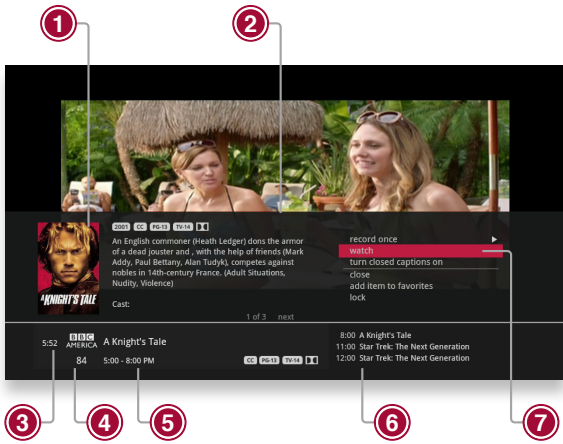 1
2
2001 CC PG-13 TV-14
An English commoner (Heath Ledger) dons the armor
of a dead jouster and , with the help of friends (Mark
Addy, Paul Bettany, Alan Tudyk), competes against
nobles in 14th-century France. (Adult Situations,
Nudity, Violence)
Cast:
A KNIGHT'S TALE
record once
watch
turn closed captions on
close
add item to favorites
lock
1 of 3 next
5:52
BBC
AMERICA
84
A Knight's Tale
5:00 - 8:00 PM
CC PG-13 TV-14
8:00 A Knight's Tale
11:00 Star Trek: The Next Generation
12:00 Star Trek: The Next Generation
3
4
5
6
7